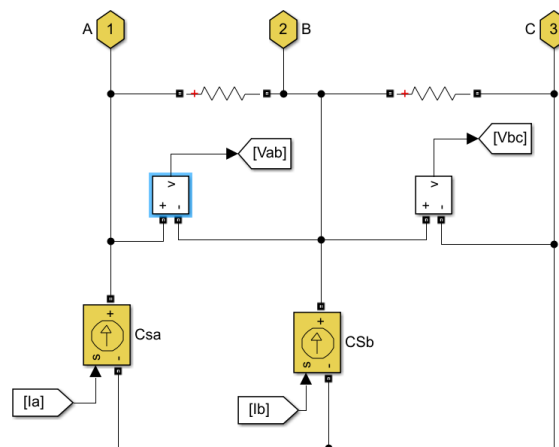 A 1
2 B
C 3
[Vab]
[Vbc]
v
+ -
v
+ -
+
Csa
s -
+
CSb
s -
[Ia]
[Ib]